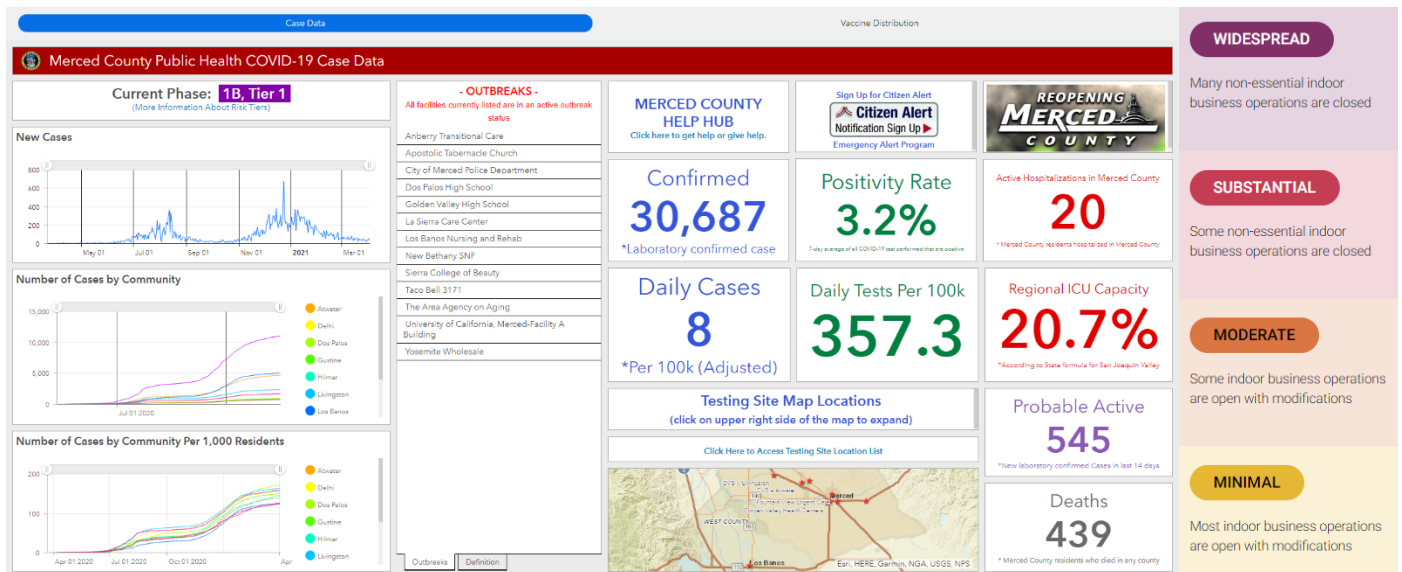 Case Data
Vaccine Distribution
Merced County Public Health COVID-19 Case Data
Current Phase: 1B, Tier 1
(More Information About Risk Tiers)
New Cases
800
600
400
200
0
May 01
Jul 01
Sep 01
Nov 01
2021
Mar 01
Number of Cases by Community
15,000
10,000
5,000
0
Jul 01 2020
Atwater
Delhi
Dos Palos
Gustine
Hilmar
Livingston
Los Banos
Number of Cases by Community Per 1,000 Residents
200
100
0
Apr 01 2020
Jul 01 2020
Oct 01 2020
Apr
Atwater
Delhi
Dos Palos
Gustine
Hilmar
Livingston
- OUTBREAKS -
All facilities currently listed are in an active outbreak
status
Anberry Transitional Care
Apostolic Tabernacle Church
City of Merced Police Department
Dos Palos High School
Golden Valley High School
La Sierra Care Center
Los Banos Nursing and Rehab
New Bethany SNF
Sierra College of Beauty
Taco Bell 3171
The Area Agency on Aging
University of California, Merced-Facility A
Building
Yosemite Wholesale
Outbreaks
Definition
MERCED COUNTY
HELP HUB
Click here to get help or give help.
Sign Up for Citizen Alert
Citizen Alert
Notification Sign Up
Emergency Alert Program
REOPENING
MERCED
COUNTY
Confirmed
30,687
*Laboratory confirmed case
Positivity Rate
3.2%
7-day average of all COVID-19 test performed that are positive
Active Hospitalizations in Merced County
20
* Merced County residents hospitalized in Merced County
Daily Cases
8
*Per 100k (Adjusted)
Daily Tests Per 100k
357.3
Regional ICU Capacity
20.7%
*According to State formula for San Joaquin Valley
Testing Site Map Locations
(click on upper right side of the map to expand)
Click Here to Access Testing Site Location List
Merced
WEST COUNTY
Los Banos
Esri, HERE, Garmin, NGA, USGS, NPS
Probable Active
545
*New laboratory confirmed Cases in last 14 days
Deaths
439
* Merced County residents who died in any county
WIDESPREAD
Many non-essential indoor
business operations are closed
SUBSTANTIAL
Some non-essential indoor
business operations are closed
MODERATE
Some indoor business operations
are open with modifications
MINIMAL
Most indoor business operations
are open with modifications